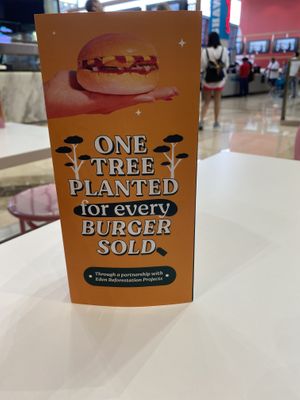 ONE
TREE
PLANTED
for every
BURGER
SOLD
Through a partnership with
Eden Reforestation Projects